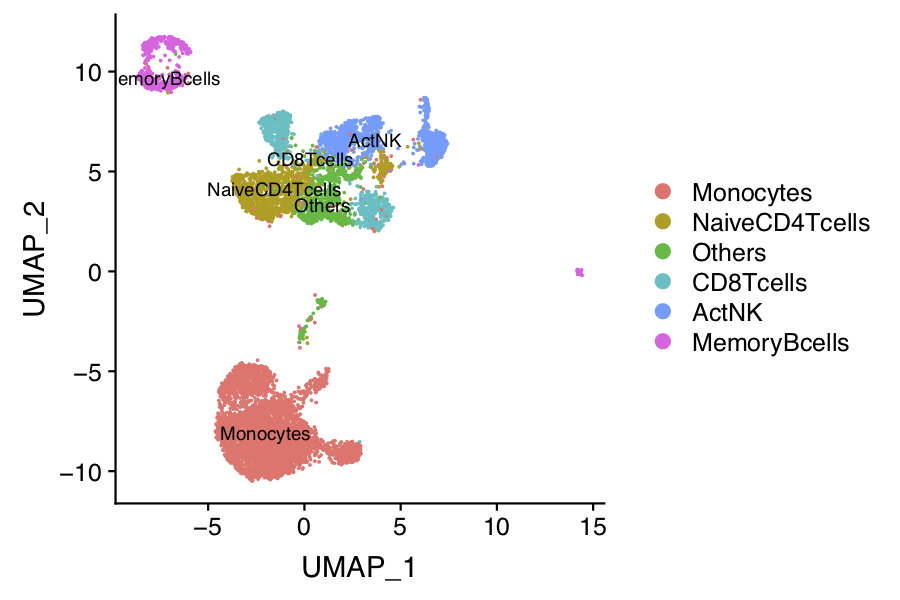 10
5
0
−5
−10
UMAP_2
emoryBcells
ActNK
CD8Tcells
NaiveCD4Tcells
Others
Monocytes
−5
0
5
10
15
UMAP_1
Monocytes
NaiveCD4Tcells
Others
CD8Tcells
ActNK
MemoryBcells